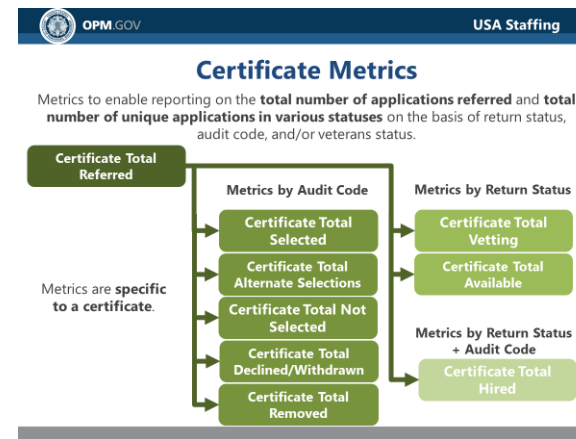 OPM.GOV
USA Staffing
Certificate Metrics
Metrics to enable reporting on the total number of applications referred and total
number of unique applications in various statuses on the basis of return status,
audit code, and/or veterans status.
Certificate Total
Referred
Metrics by Audit Code
Certificate Total
Selected
Certificate Total
Alternate Selections
Certificate Total Not
Selected
Certificate Total
Declined/Withdrawn
Certificate Total
Removed
Metrics by Return Status
Certificate Total
Vetting
Certificate Total
Available
Metrics by Return Status
+ Audit Code
Certificate Total
Hired
Metrics are specific
to a certificate.